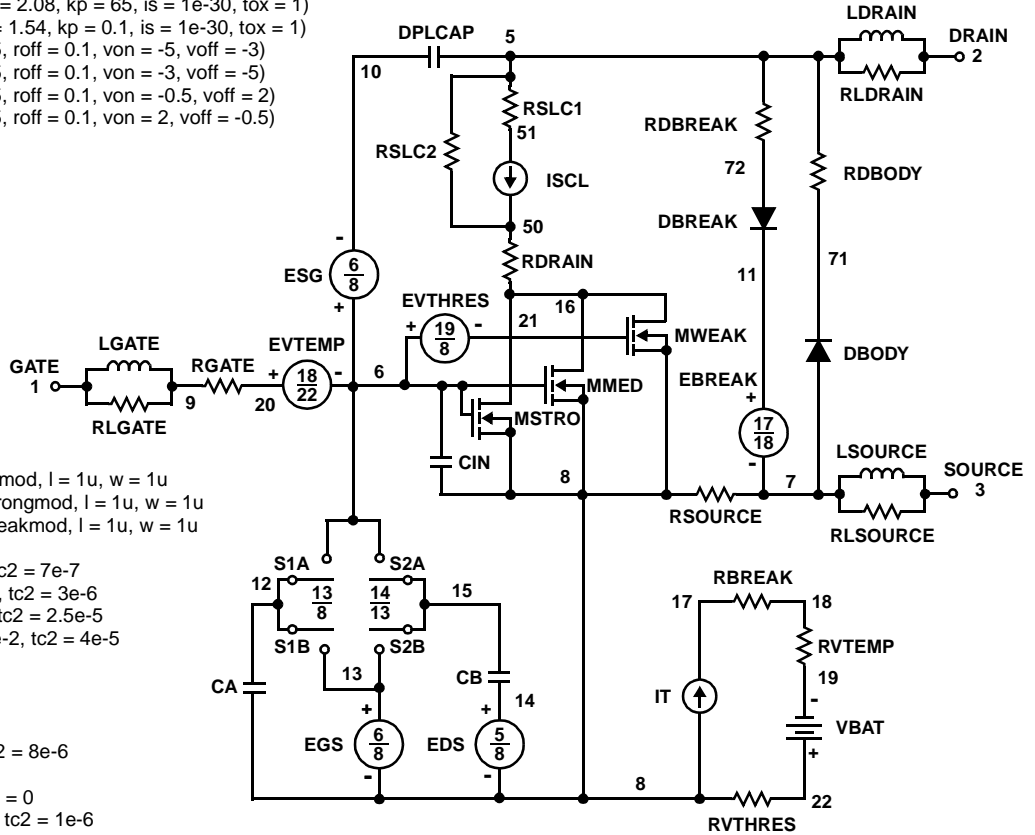 = 2.08, kp = 65, is = 1e-30, tox = 1)
= 1.54, kp = 0.1, is = 1e-30, tox = 1)
, roff = 0.1, von = -5, voff = -3)
, roff = 0.1, von = -3, voff = -5)
, roff = 0.1, von = -0.5, voff = 2)
, roff = 0.1, von = 2, voff = -0.5)
DPLCAP
5
10
RSLC1
51
RSLC2
ISCL
50
RDRAIN
LDRAIN
DRAIN
2
RLDRAIN
RDBREAK
72
RDBODY
DBREAK
11
71
ESG
-
6
8
+
EVTHRES
+
19
8
-
21
16
MWEAK
EBREAK
DBODY
LGATE
GATE
1
RGATE
EVTEMP
+
18
22
-
6
9
20
RLGATE
MMED
MSTRO
CIN
8
+
17
18
-
7
RSOURCE
LSOURCE
SOURCE
3
RLSOURCE
mod, l = 1u, w = 1u
rongmod, l = 1u, w = 1u
eakmod, l = 1u, w = 1u
c2 = 7e-7
, tc2 = 3e-6
tc2 = 2.5e-5
e-2, tc2 = 4e-5
2 = 8e-6
= 0
tc2 = 1e-6
S1A
S2A
12
13
8
14
13
15
S1B
S2B
13
CA
CB
14
+
EGS
6
8
-
+
EDS
5
8
-
8
RBREAK
17
18
RVTEMP
19
IT
-
VBAT
+
22
RVTHRES